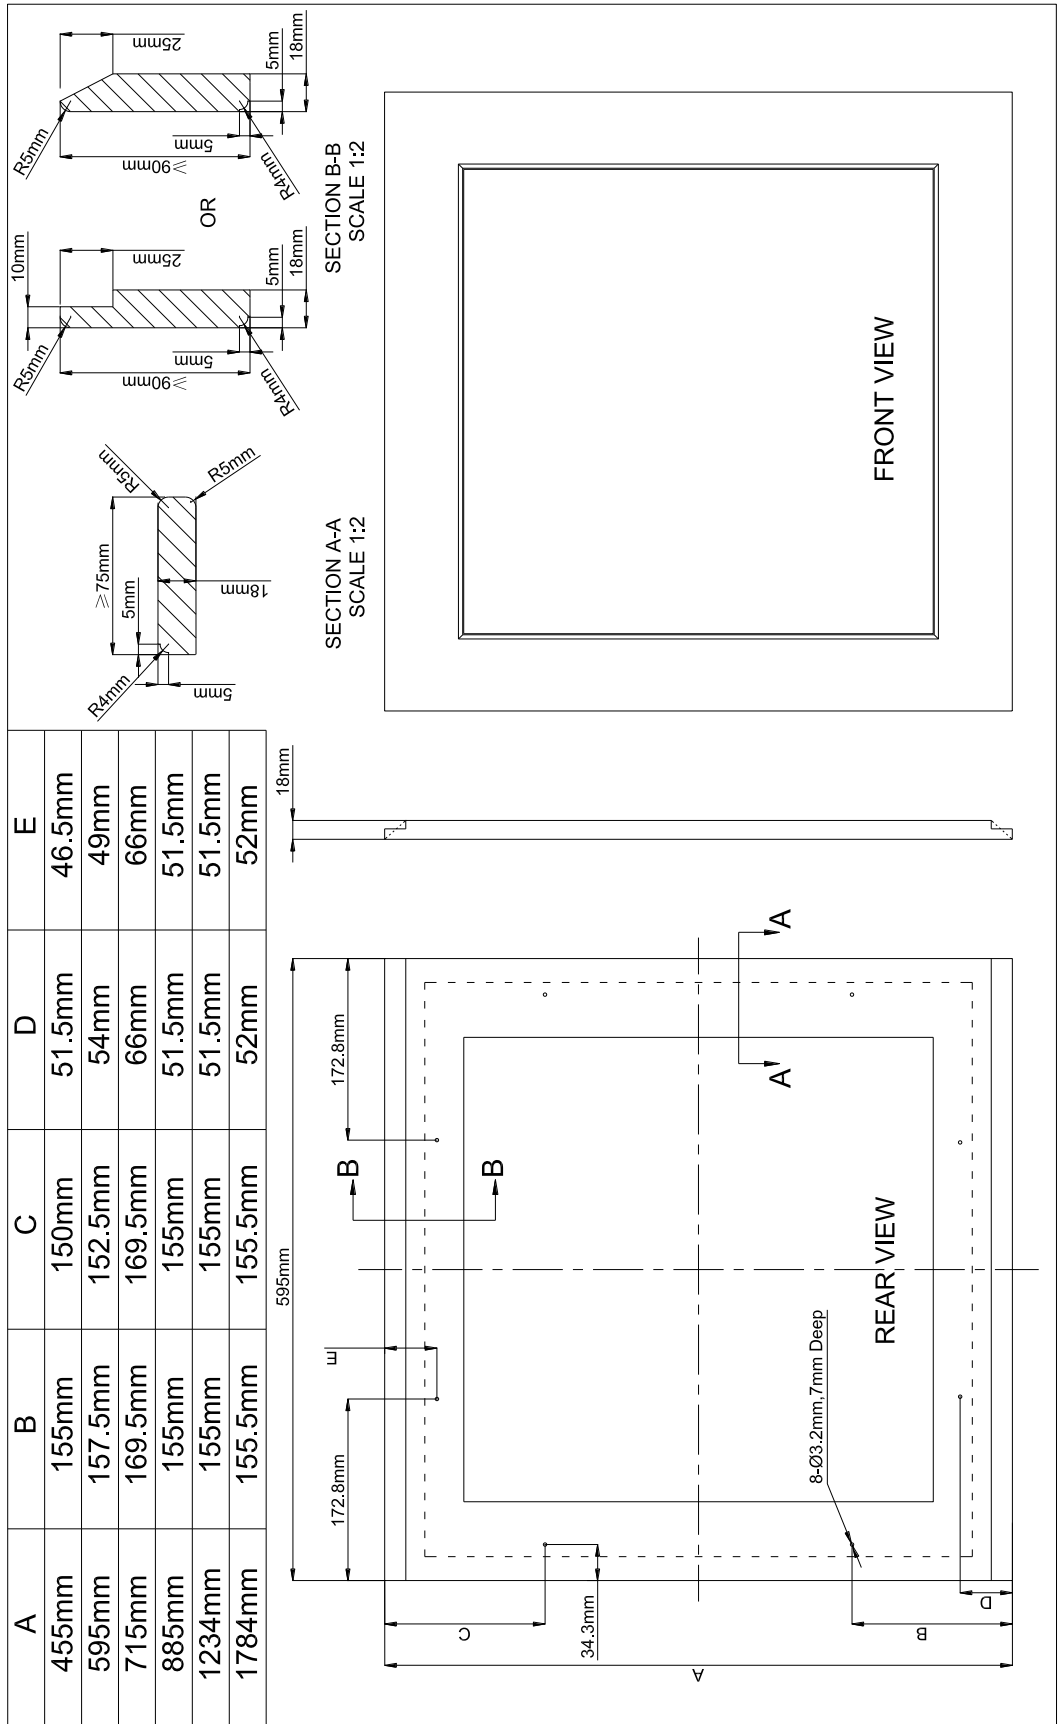 A B C D E
455mm 155mm 150mm 51.5mm 46.5mm
595mm 157.5mm 152.5mm 54mm 49mm
715mm 169.5mm 169.5mm 66mm 66mm
885mm 155mm 155mm 51.5mm 51.5mm
1234mm 155mm 155mm 51.5mm 51.5mm
1784mm 155.5mm 155.5mm 52mm 52mm
R4mm
5mm
5mm
≥75mm
18mm
R5mm
R5mm
SECTION A-A
SCALE 1:2
R5mm
10mm
25mm
5mm
18mm
5mm
≥90mm
R4mm
OR
R5mm
25mm
5mm
18mm
5mm
≥90mm
R4mm
SECTION B-B
SCALE 1:2
595mm
172.8mm
172.8mm
E
B
B
C
34.3mm
A
B
D
8-Ø3.2mm,7mm Deep
A
A
REAR VIEW
18mm
FRONT VIEW